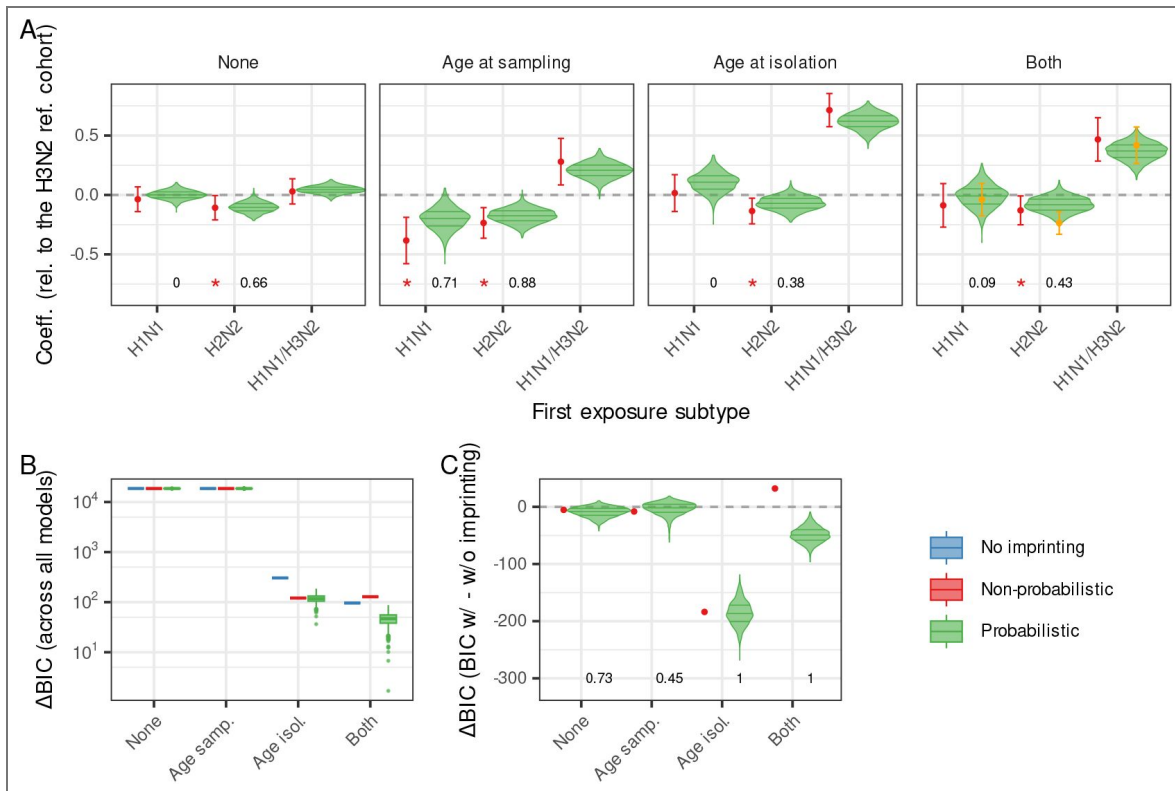 A
Coeff. (rel. to the H3N2 ref. cohort)
None
Age at sampling
Age at isolation
Both
0.5
0.0
-0.5
0
*
0.66
*
0.71
*
0.88
0
*
0.38
0.09
*
0.43
H1N1
H2N2
H1N1/H3N2
H1N1
H2N2
H1N1/H3N2
H1N1
H2N2
H1N1/H3N2
H1N1
H2N2
H1N1/H3N2
First exposure subtype
B
ΔBIC (across all models)
10⁴
10³
10²
10¹
None
Age samp.
Age isol.
Both
C
ΔBIC (BIC w/ - w/o imprinting)
0
-100
-200
-300
0.73
0.45
1
1
None
Age samp.
Age isol.
Both
No imprinting
Non-probabilistic
Probabilistic